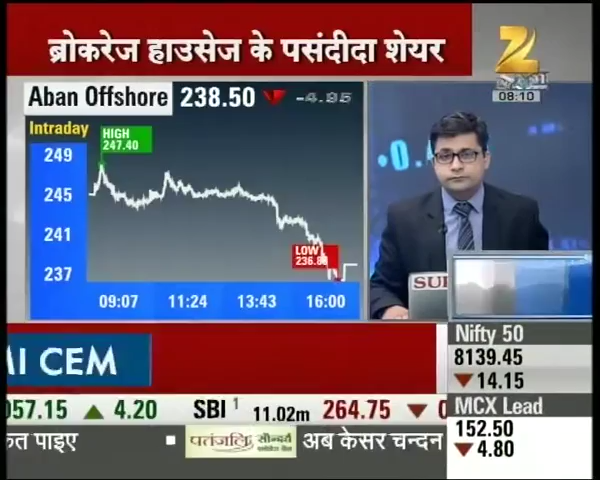 ब्रोकरेज हाउसेज के पसंदीदा शेयर
Z
08:10
Aban Offshore 238.50 ▼ -4.95
Intraday
HIGH
247.40
249
245
241
237
LOW
09:07 11:24 13:43 16:00
Nifty 50
8139.45
▼ 14.15
MCX Lead
152.50
▼ 4.80
CEM
057.15 ▲ 4.20 SBI 1 11.02m 264.75 ▼
पाइए ■ पतंजलि सौन्दर्य अब केसर चन्दन